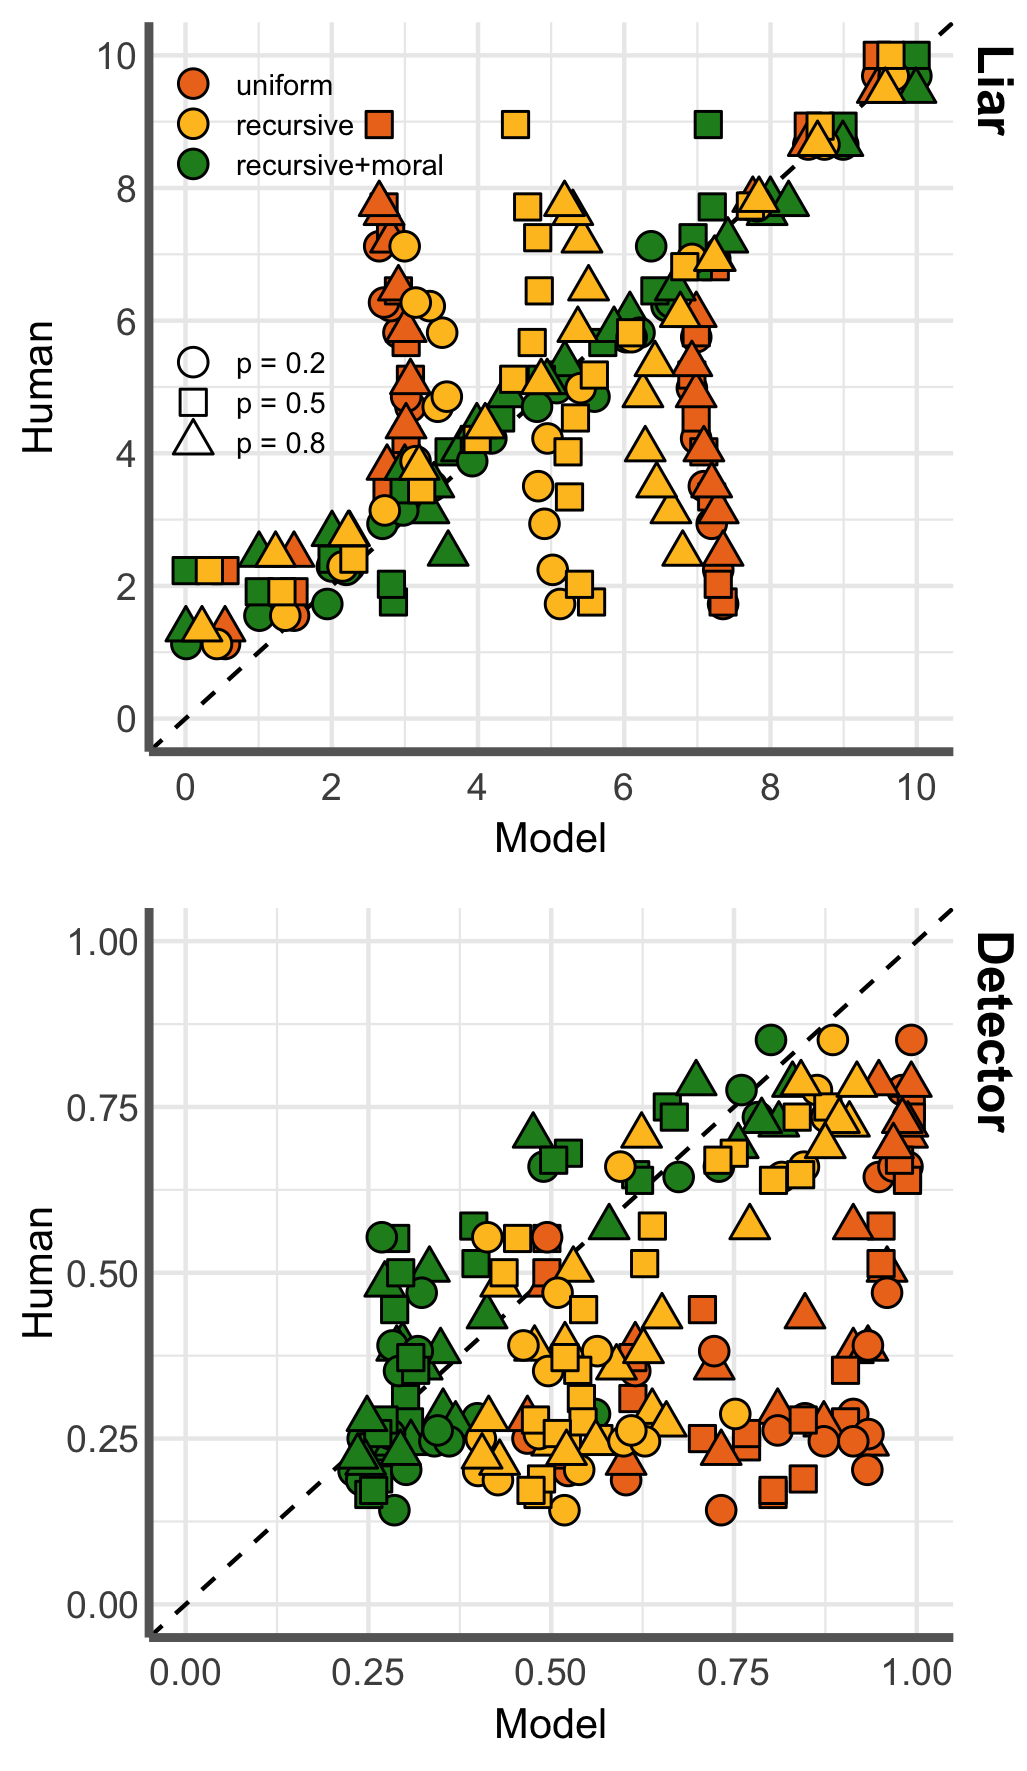 Liar
10
8
6
4
2
0
Human
uniform
recursive
recursive+moral
p = 0.2
p = 0.5
p = 0.8
0 2 4 6 8 10
Model
Detector
1.00
0.75
0.50
0.25
0.00
Human
0.00 0.25 0.50 0.75 1.00
Model